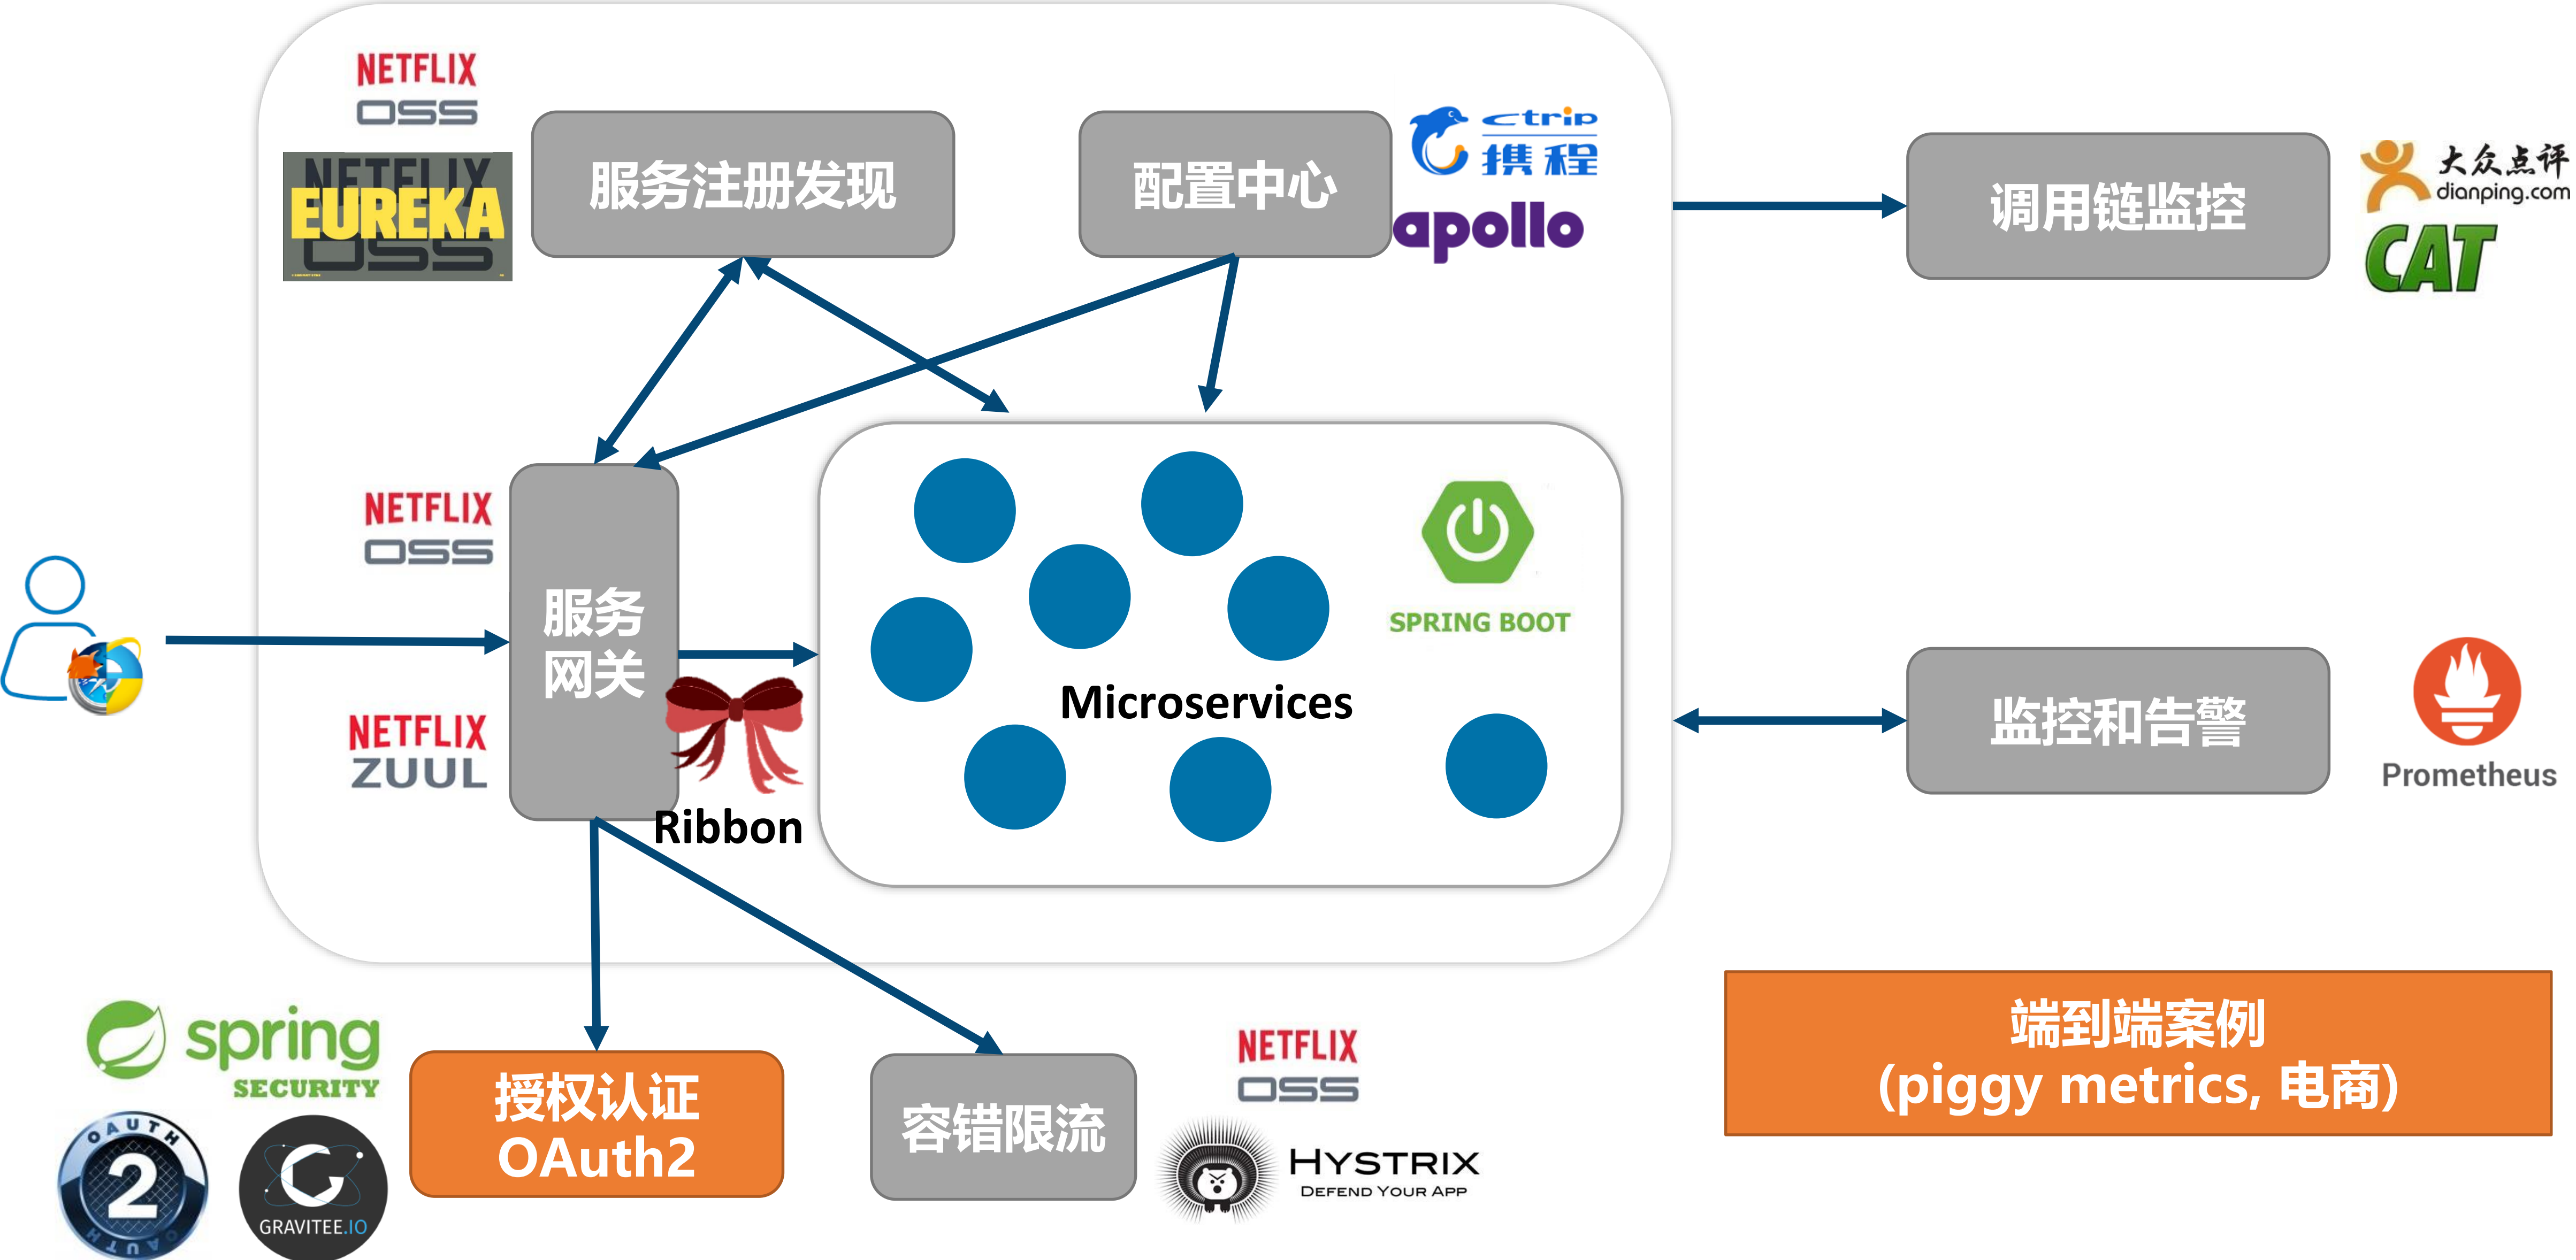 NETFLIX
OSS
NETFLIX
EUREKA
OSS
服务注册发现
配置中心
ctrip
携程
apollo
调用链监控
大众点评
dianping.com
CAT
NETFLIX
OSS
服务
网关
NETFLIX
ZUUL
Ribbon
SPRING BOOT
Microservices
监控和告警
Prometheus
spring
SECURITY
OAUTH
2
OAUTH
GRAVITEE.IO
授权认证
OAuth2
容错限流
NETFLIX
OSS
HYSTRIX
DEFEND YOUR APP
端到端案例
(piggy metrics, 电商)